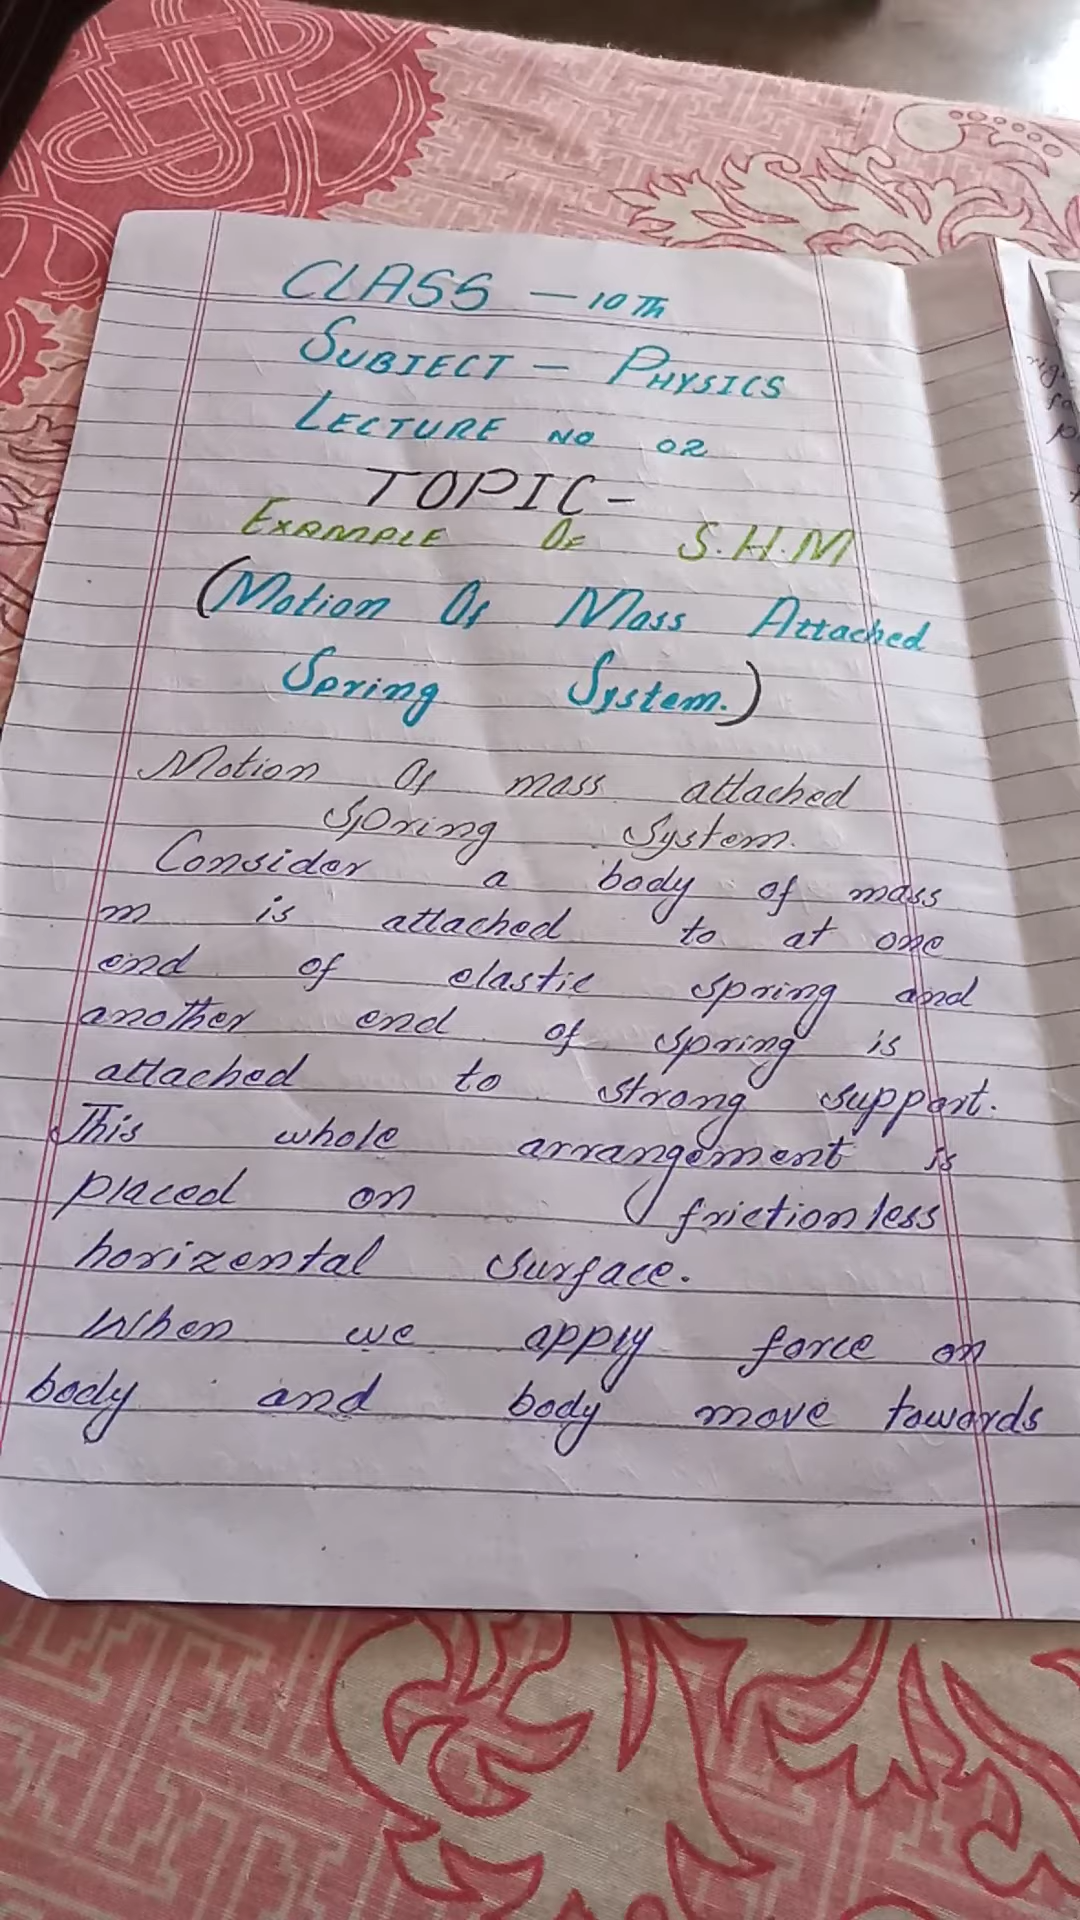 CLASS - 10Th
SUBJECT - PHYSICS
LECTURE NO 02
TOPIC-
EXAMPLE OF S.H.M
(Motion Of Mass Attached
Spring System.)
Motion Of mass attached
Spring System.
Consider a body of mass
m is attached to at one
end of elastic spring and
another end of spring is
attached to strong support.
This whole arrangement is
placed on frictionless
horizental surface.
When we apply force on
body and body move towards